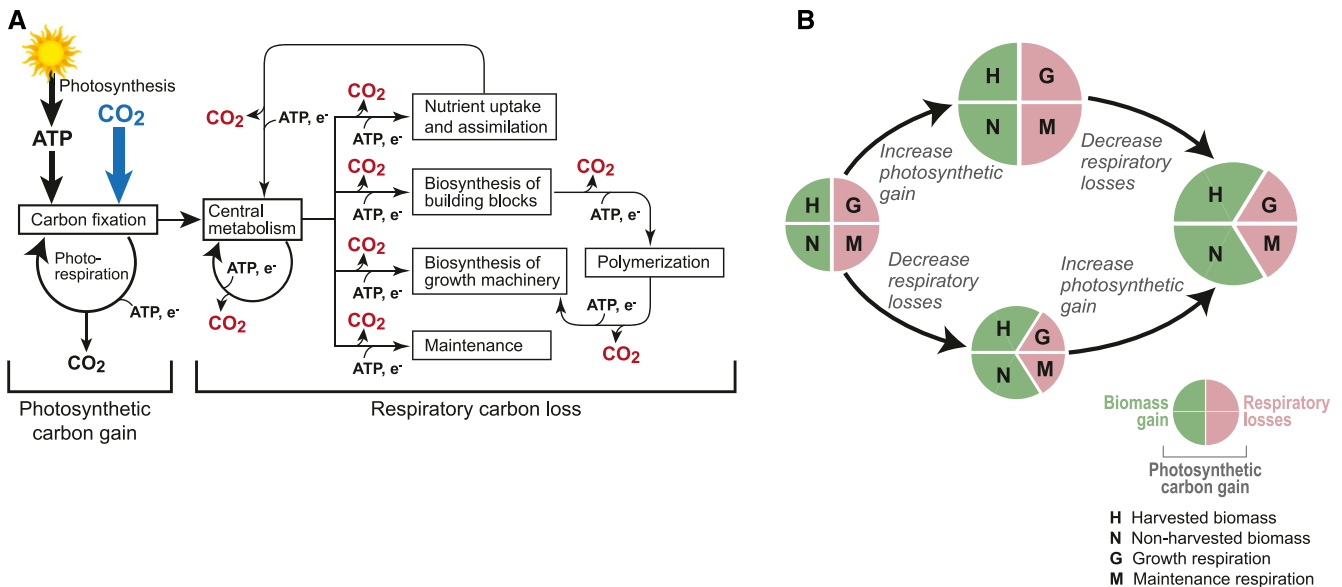 A
Photosynthesis
CO2
ATP
Carbon fixation
Photo-
respiration
ATP, e-
CO2
Photosynthetic
carbon gain
CO2
ATP, e-
Central
metabolism
ATP, e-
CO2
CO2
ATP, e-
Nutrient uptake
and assimilation
CO2
ATP, e-
Biosynthesis of
building blocks
CO2
ATP, e-
Polymerization
CO2
ATP, e-
Biosynthesis of
growth machinery
ATP, e-
CO2
CO2
ATP, e-
Maintenance
Respiratory carbon loss
B
H G
N M
Increase
photosynthetic
gain
H G
N M
Decrease
respiratory
losses
Decrease
respiratory
losses
H G
N M
Increase
photosynthetic
gain
H G
N M
Biomass
gain
Respiratory
losses
Photosynthetic
carbon gain
H Harvested biomass
N Non-harvested biomass
G Growth respiration
M Maintenance respiration